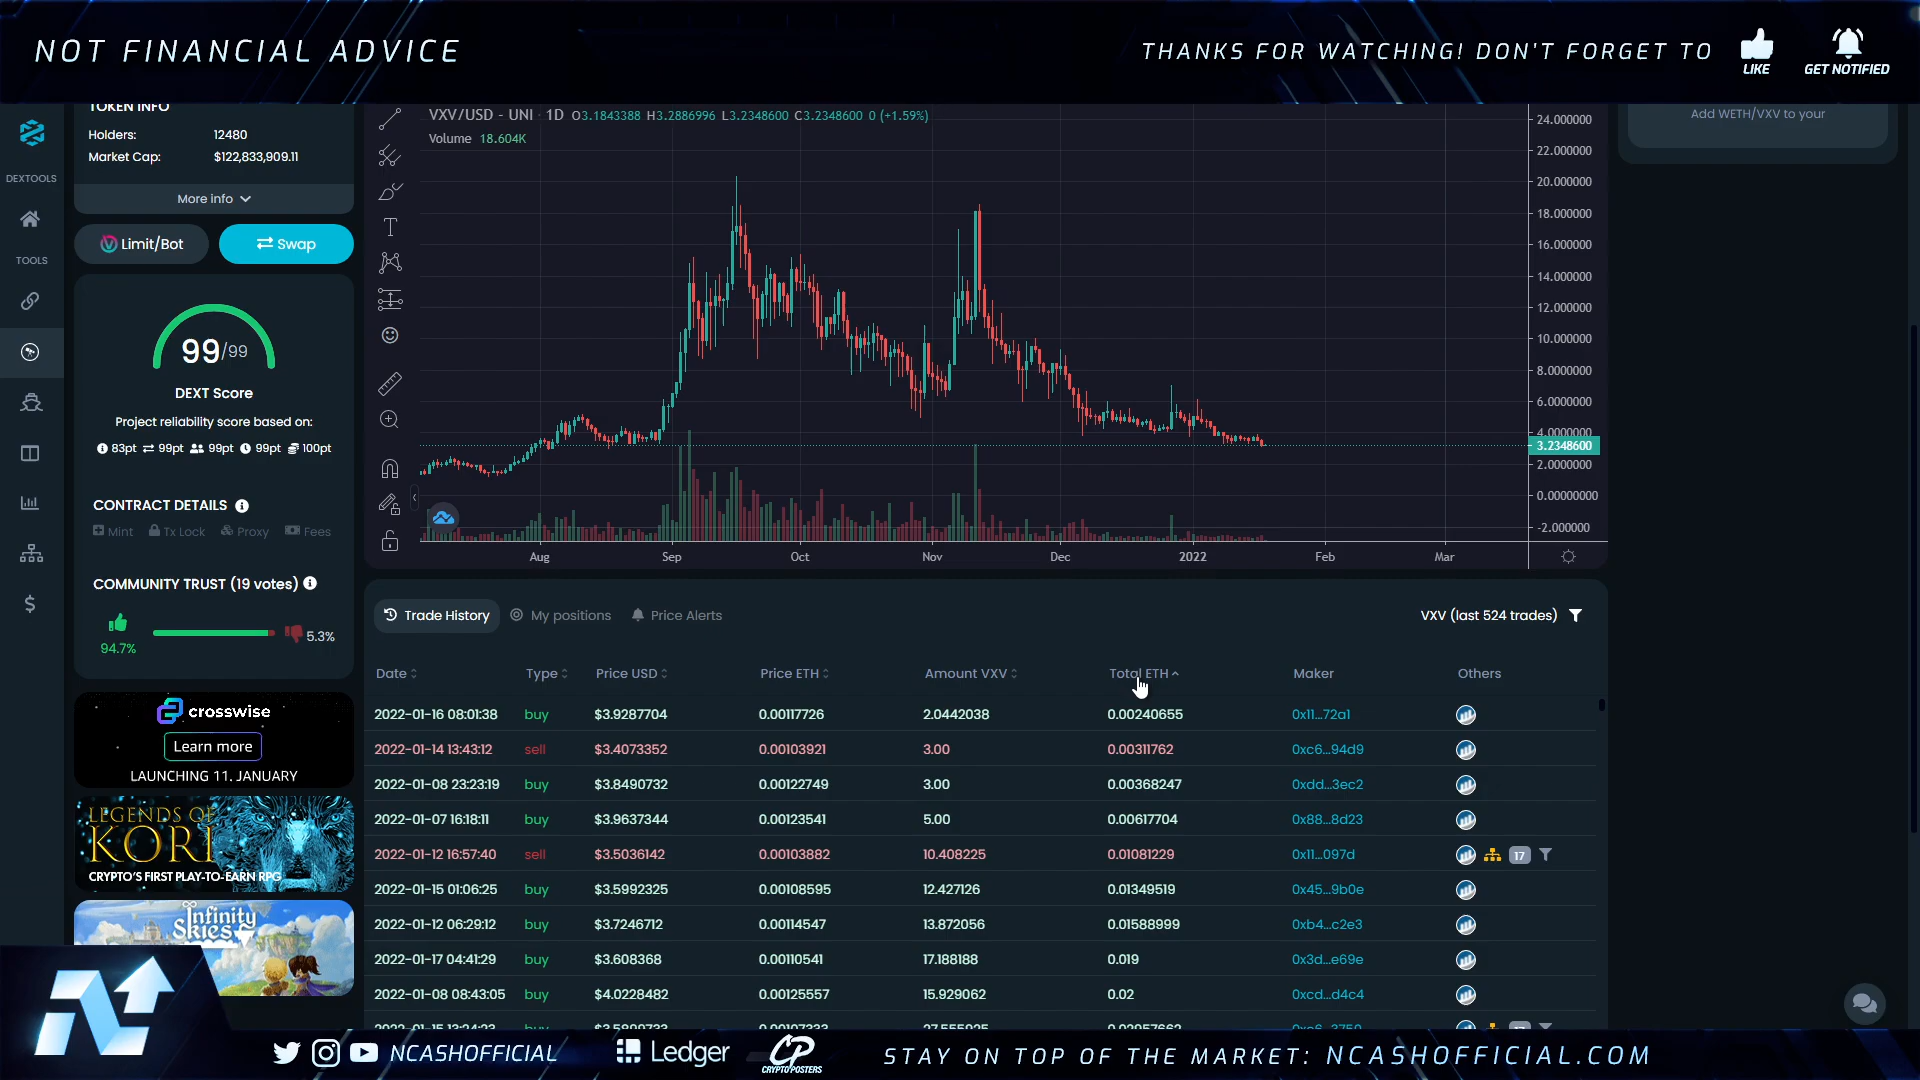 NOT FINANCIAL ADVICE
THANKS FOR WATCHING! DON'T FORGET TO
LIKE
GET NOTIFIED
DEXTOOLS
TOOLS
TOKEN INFO
Holders: 12480
Market Cap: $122,833,909.11
More info
Limit/Bot
Swap
99/99
DEXT Score
Project reliability score based on:
83pt 99pt 99pt 99pt 100pt
CONTRACT DETAILS
Mint Tx Lock Proxy Fees
COMMUNITY TRUST (19 votes)
94.7%
5.3%
crosswise
Learn more
LAUNCHING 11. JANUARY
LEGENDS OF
KORI
CRYPTO'S FIRST PLAY-TO-EARN RPG
Infinity
Skies
VXV/USD - UNI · 1D O3.1843388 H3.2886996 L3.2348600 C3.2348600 0 (+1.59%)
Volume 18.604K
24.000000
22.000000
20.000000
18.000000
16.000000
14.000000
12.000000
10.000000
8.0000000
6.0000000
4.0000000
3.2348600
2.0000000
0.00000000
-2.000000
Aug Sep Oct Nov Dec 2022 Feb Mar
Add WETH/VXV to your
Trade History My positions Price Alerts
VXV (last 524 trades)
Date Type Price USD Price ETH Amount VXV Total ETH Maker Others
2022-01-16 08:01:38 buy $3.9287704 0.00117726 2.0442038 0.00240655 0x11...72a1
2022-01-14 13:43:12 sell $3.4073352 0.00103921 3.00 0.00311762 0xc6...94d9
2022-01-08 23:23:19 buy $3.8490732 0.00122749 3.00 0.00368247 0xdd...3ec2
2022-01-07 16:18:11 buy $3.9637344 0.00123541 5.00 0.00617704 0x88...8d23
2022-01-12 16:57:40 sell $3.5036142 0.00103882 10.408225 0.01081229 0x11...097d 17
2022-01-15 01:06:25 buy $3.5992325 0.00108595 12.427126 0.01349519 0x45...9b0e
2022-01-12 06:29:12 buy $3.7246712 0.00114547 13.872056 0.01588999 0xb4...c2e3
2022-01-17 04:41:29 buy $3.608368 0.00110541 17.188188 0.019 0x3d...e69e
2022-01-08 08:43:05 buy $4.0228482 0.00125557 15.929062 0.02 0xcd...d4c4
NCASHOFFICIAL
Ledger
CP
CRYPTOPOSTERS
STAY ON TOP OF THE MARKET: NCASHOFFICIAL.COM